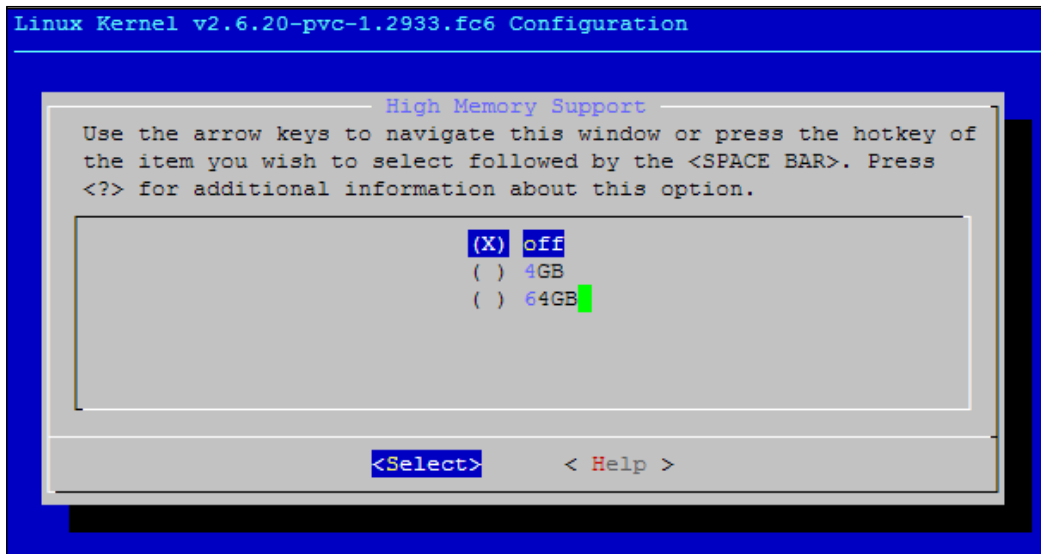 Linux Kernel v2.6.20-pvc-1.2933.fc6 Configuration
High Memory Support
Use the arrow keys to navigate this window or press the hotkey of
the item you wish to select followed by the <SPACE BAR>. Press
<?> for additional information about this option.
(X) off
( ) 4GB
( ) 64GB
<Select> < Help >